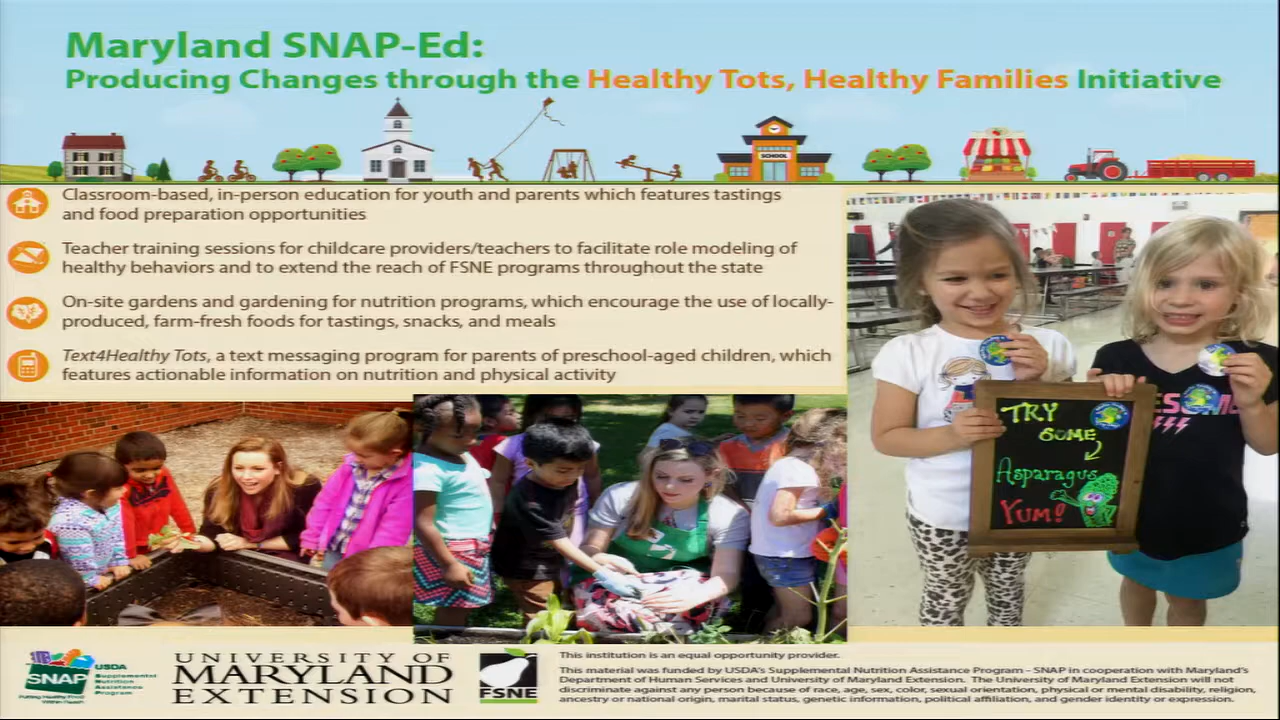 Maryland SNAP-Ed:
Producing Changes through the Healthy Tots, Healthy Families Initiative
SCHOOL
Classroom-based, in-person education for youth and parents which features tastings
and food preparation opportunities
Teacher training sessions for childcare providers/teachers to facilitate role modeling of
healthy behaviors and to extend the reach of FSNE programs throughout the state
On-site gardens and gardening for nutrition programs, which encourage the use of locally-
produced, farm-fresh foods for tastings, snacks, and meals
Text4Healthy Tots, a text messaging program for parents of preschool-aged children, which
features actionable information on nutrition and physical activity
TRY
SOME
Asparagus
YUM!
SNAP
Putting Healthy Food
Within Reach
USDA
Supplemental
Nutrition
Assistance
Program
UNIVERSITY OF
MARYLAND
EXTENSION
FSNE
This institution is an equal opportunity provider.
This material was funded by USDA's Supplemental Nutrition Assistance Program - SNAP in cooperation with Maryland's
Department of Human Services and University of Maryland Extension. The University of Maryland Extension will not
discriminate against any person because of race, age, sex, color, sexual orientation, physical or mental disability, religion,
ancestry or national origin, marital status, genetic information, political affiliation, and gender identity or expression.